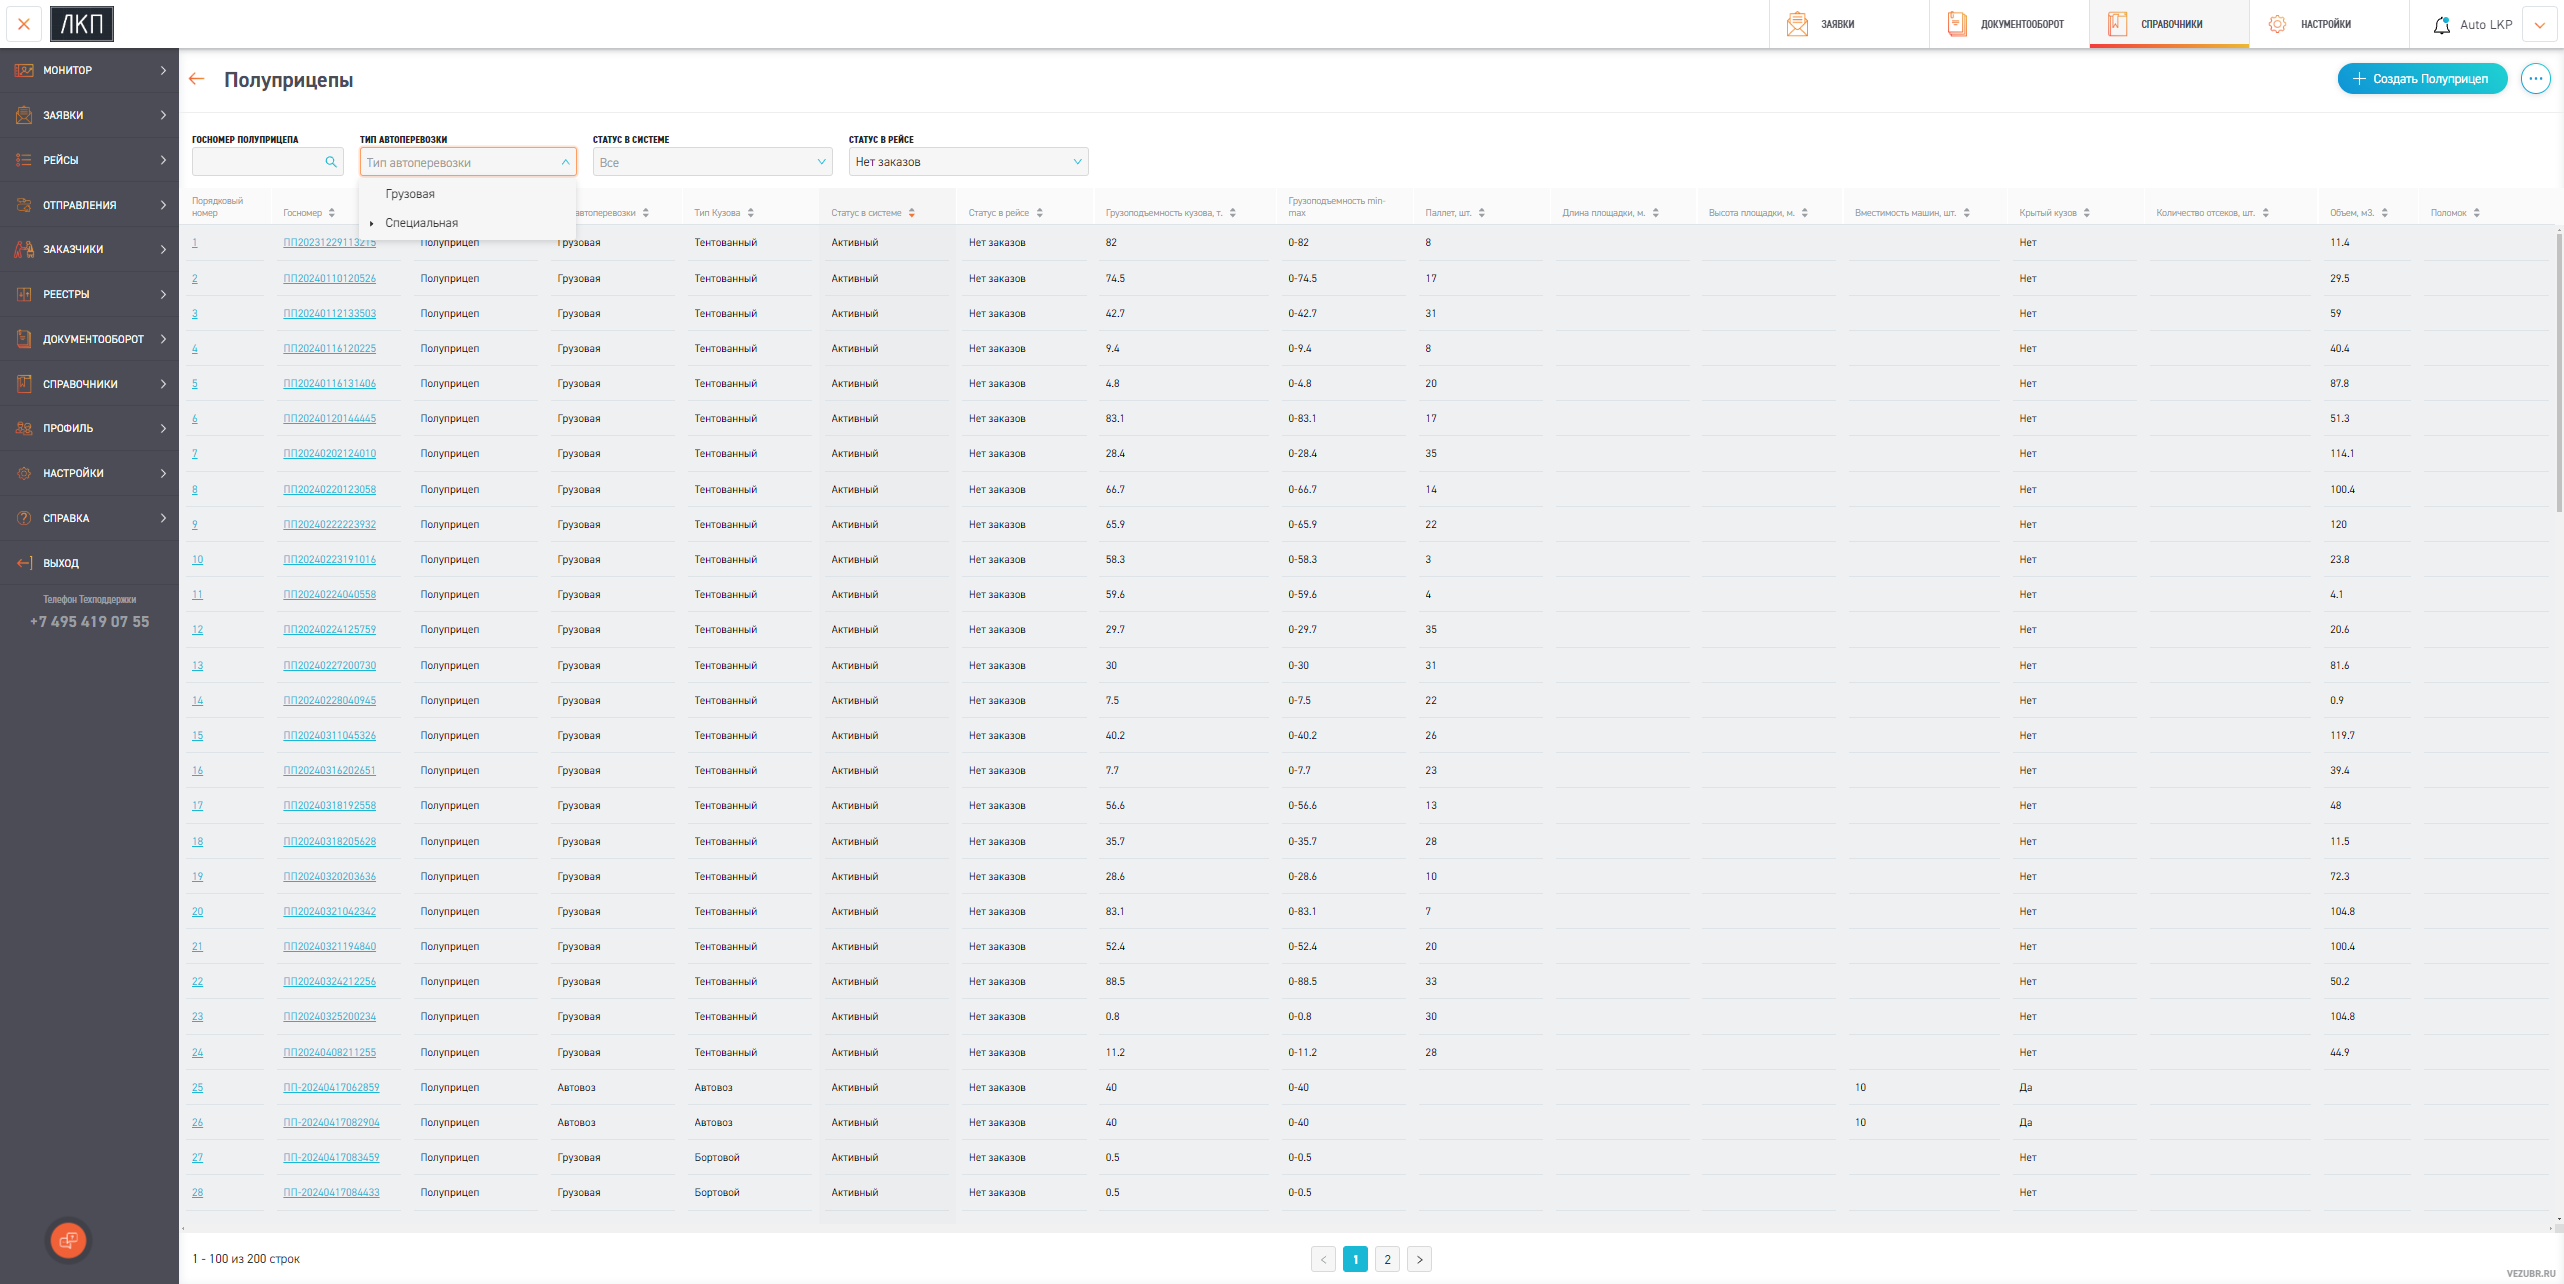 ЛКП
ЗАЯВКИ
ДОКУМЕНТООБОРОТ
СПРАВОЧНИКИ
НАСТРОЙКИ
Auto LKP
МОНИТОР
ЗАЯВКИ
РЕЙСЫ
ОТПРАВЛЕНИЯ
ЗАКАЗЧИКИ
РЕЕСТРЫ
ДОКУМЕНТООБОРОТ
СПРАВОЧНИКИ
ПРОФИЛЬ
НАСТРОЙКИ
СПРАВКА
ВЫХОД
Телефон Техподдержки
+7 495 419 07 55
Полуприцепы
Создать Полуприцеп
ГОСНОМЕР ПОЛУПРИЦЕПА
ТИП АВТОПЕРЕВОЗКИ
СТАТУС В СИСТЕМЕ
СТАТУС В РЕЙСЕ
Тип автоперевозки
Все
Нет заказов
Грузовая
Специальная
Порядковый номер Госномер автоперевозки Тип Кузова Статус в системе Статус в рейсе Грузоподъемность кузова, т. Грузоподъемность min-max Паллет, шт. Длина площадки, м. Высота площадки, м. Вместимость машин, шт. Крытый кузов Количество отсеков, шт. Объем, м3. Поломок
1 ПП20231229113215 Полуприцеп Грузовая Тентованный Активный Нет заказов 82 0-82 8 Нет 11.4
2 ПП20240110120526 Полуприцеп Грузовая Тентованный Активный Нет заказов 74.5 0-74.5 17 Нет 29.5
3 ПП20240112133503 Полуприцеп Грузовая Тентованный Активный Нет заказов 42.7 0-42.7 31 Нет 59
4 ПП20240116120225 Полуприцеп Грузовая Тентованный Активный Нет заказов 9.4 0-9.4 8 Нет 40.4
5 ПП20240116131406 Полуприцеп Грузовая Тентованный Активный Нет заказов 4.8 0-4.8 20 Нет 87.8
6 ПП20240120144445 Полуприцеп Грузовая Тентованный Активный Нет заказов 83.1 0-83.1 17 Нет 51.3
7 ПП20240202124010 Полуприцеп Грузовая Тентованный Активный Нет заказов 28.4 0-28.4 35 Нет 114.1
8 ПП20240220123058 Полуприцеп Грузовая Тентованный Активный Нет заказов 66.7 0-66.7 14 Нет 100.4
9 ПП20240222223932 Полуприцеп Грузовая Тентованный Активный Нет заказов 65.9 0-65.9 22 Нет 120
10 ПП20240223191016 Полуприцеп Грузовая Тентованный Активный Нет заказов 58.3 0-58.3 3 Нет 23.8
11 ПП20240224040558 Полуприцеп Грузовая Тентованный Активный Нет заказов 59.6 0-59.6 4 Нет 4.1
12 ПП20240224125759 Полуприцеп Грузовая Тентованный Активный Нет заказов 29.7 0-29.7 35 Нет 20.6
13 ПП20240227200730 Полуприцеп Грузовая Тентованный Активный Нет заказов 30 0-30 31 Нет 81.6
14 ПП20240228040945 Полуприцеп Грузовая Тентованный Активный Нет заказов 7.5 0-7.5 22 Нет 0.9
15 ПП20240311045326 Полуприцеп Грузовая Тентованный Активный Нет заказов 40.2 0-40.2 26 Нет 119.7
16 ПП20240316202651 Полуприцеп Грузовая Тентованный Активный Нет заказов 7.7 0-7.7 23 Нет 39.4
17 ПП20240318192558 Полуприцеп Грузовая Тентованный Активный Нет заказов 56.6 0-56.6 13 Нет 48
18 ПП20240318205628 Полуприцеп Грузовая Тентованный Активный Нет заказов 35.7 0-35.7 28 Нет 11.5
19 ПП20240320203636 Полуприцеп Грузовая Тентованный Активный Нет заказов 28.6 0-28.6 10 Нет 72.3
20 ПП20240321042342 Полуприцеп Грузовая Тентованный Активный Нет заказов 83.1 0-83.1 7 Нет 104.8
21 ПП20240321194840 Полуприцеп Грузовая Тентованный Активный Нет заказов 52.4 0-52.4 20 Нет 100.4
22 ПП20240324212256 Полуприцеп Грузовая Тентованный Активный Нет заказов 88.5 0-88.5 33 Нет 50.2
23 ПП20240325200234 Полуприцеп Грузовая Тентованный Активный Нет заказов 0.8 0-0.8 30 Нет 104.8
24 ПП20240408211255 Полуприцеп Грузовая Тентованный Активный Нет заказов 11.2 0-11.2 28 Нет 44.9
25 ПП-20240417062859 Полуприцеп Автовоз Автовоз Активный Нет заказов 40 0-40 10 Да
26 ПП-20240417082904 Полуприцеп Автовоз Автовоз Активный Нет заказов 40 0-40 10 Да
27 ПП-20240417083459 Полуприцеп Грузовая Бортовой Активный Нет заказов 0.5 0-0.5 Нет
28 ПП-20240417084433 Полуприцеп Грузовая Бортовой Активный Нет заказов 0.5 0-0.5 Нет
1 - 100 из 200 строк
< 1 2 >
VEZUBR.RU